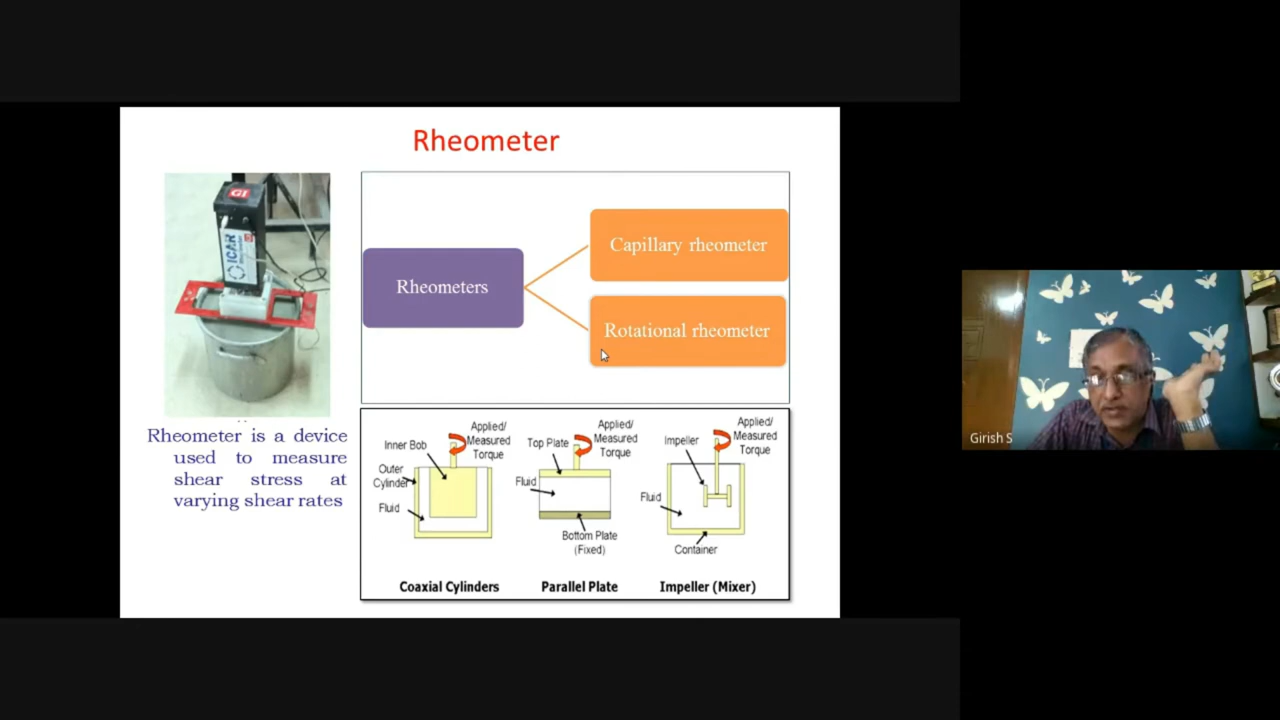 Rheometer
GI
ICAR
Rheometer is a device
used to measure
shear stress at
varying shear rates
Rheometers
Capillary rheometer
Rotational rheometer
Inner Bob
Applied/
Measured
Torque
Outer
Cylinder
Fluid
Coaxial Cylinders
Top Plate
Applied/
Measured
Torque
Fluid
Bottom Plate
(Fixed)
Parallel Plate
Impeller
Applied/
Measured
Torque
Fluid
Container
Impeller (Mixer)
Girish S